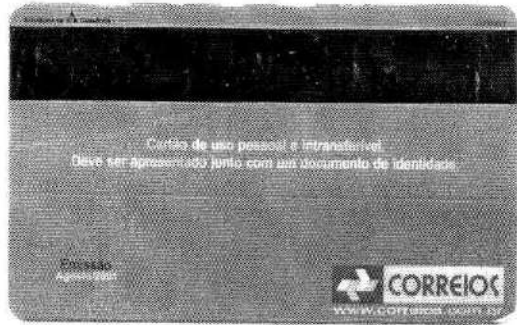 Cartão de uso pessoal e intransferível.
Deve ser apresentado junto com um documento de identidade.
Emissão
CORREIOS
www.correios.com.br